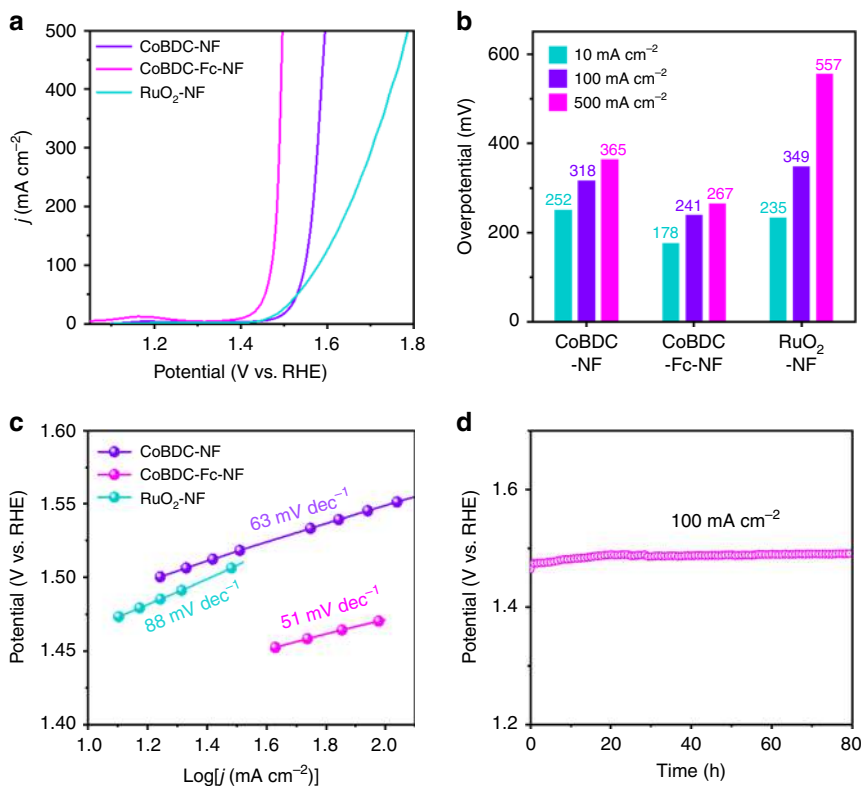 a
500
400
300
200
100
0
j (mA cm⁻²)
CoBDC-NF
CoBDC-Fc-NF
RuO₂-NF
1.2
1.4
1.6
1.8
Potential (V vs. RHE)
b
600
400
200
0
Overpotential (mV)
10 mA cm⁻²
100 mA cm⁻²
500 mA cm⁻²
252
318
365
178
241
267
235
349
557
CoBDC
-NF
CoBDC
-Fc-NF
RuO₂
-NF
c
1.60
1.55
1.50
1.45
1.40
Potential (V vs. RHE)
CoBDC-NF
CoBDC-Fc-NF
RuO₂-NF
63 mV dec⁻¹
88 mV dec⁻¹
51 mV dec⁻¹
1.0
1.2
1.4
1.6
1.8
2.0
Log[j (mA cm⁻²)]
d
1.6
1.4
1.2
Potential (V vs. RHE)
100 mA cm⁻²
0
20
40
60
80
Time (h)